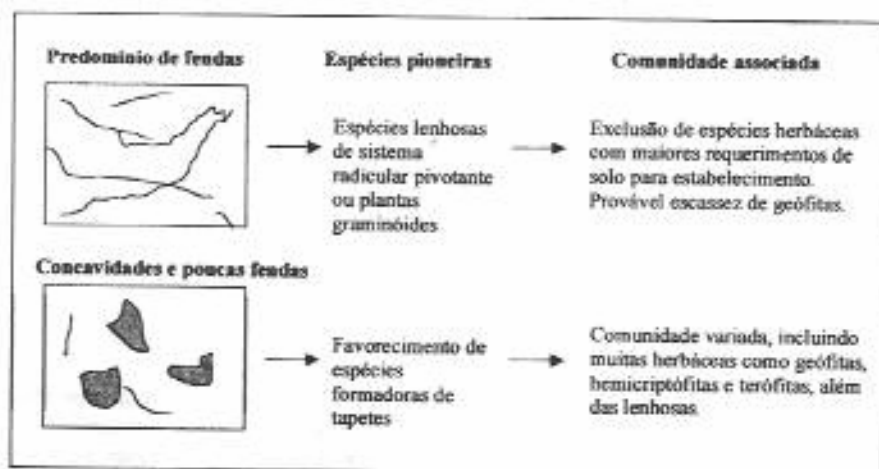 Predomínio de fendas
Espécies pioneiras
Comunidade associada
Espécies lenhosas
de sistema
radicular pivotante
ou plantas
graminóides
Exclusão de espécies herbáceas
com maiores requerimentos de
solo para estabelecimento.
Provável escassez de geófitas.
Concavidades e poucas fendas
Favorecimento de
espécies
formadoras de
tapetes
Comunidade variada, incluindo
muitas herbáceas como geófitas,
hemicriptófitas e terófitas, além
das lenhosas.